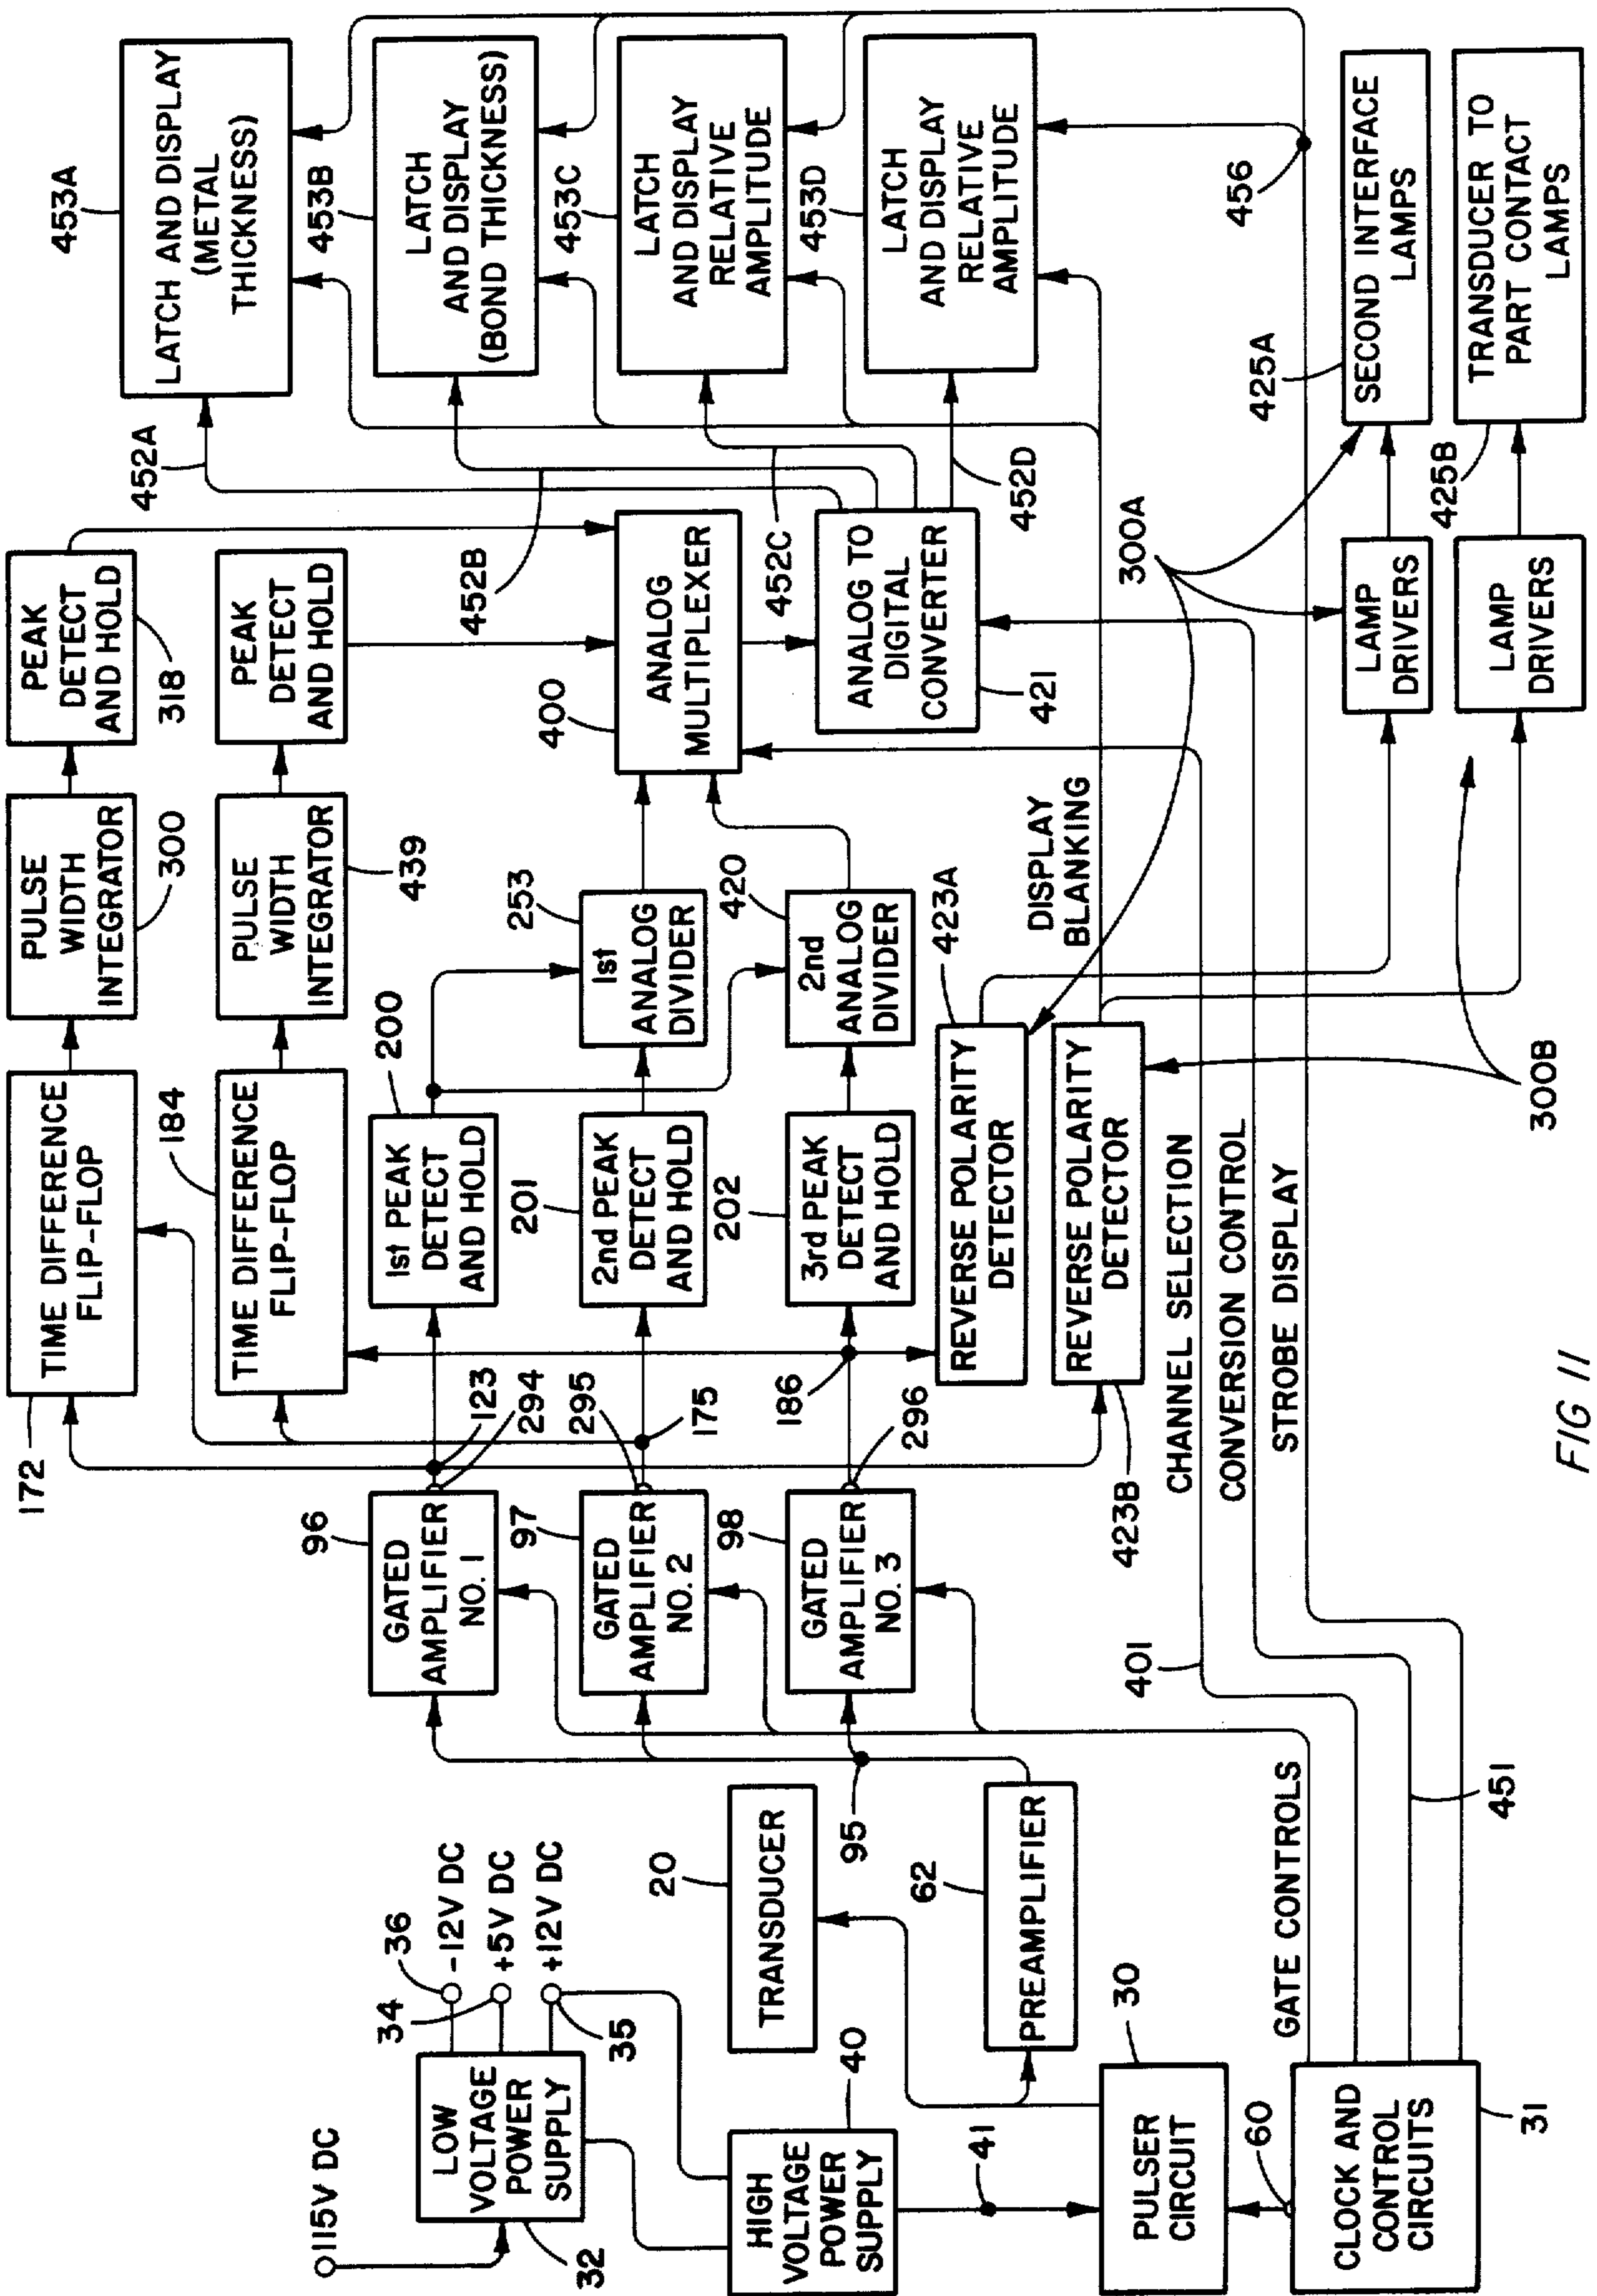 115V DC
32
LOW
VOLTAGE
POWER
SUPPLY
36
-12V DC
34
+5V DC
+12V DC
35
HIGH
VOLTAGE
POWER
SUPPLY
40
41
TRANSDUCER
20
PREAMPLIFIER
62
PULSER
CIRCUIT
30
60
CLOCK AND
CONTROL
CIRCUITS
31
GATE CONTROLS
451
401
95
96
GATED
AMPLIFIER
NO. 1
97
GATED
AMPLIFIER
NO. 2
98
GATED
AMPLIFIER
NO. 3
123
294
295
175
186
296
172
TIME DIFFERENCE
FLIP-FLOP
184
TIME DIFFERENCE
FLIP-FLOP
200
1st PEAK
DETECT
AND HOLD
201
2nd PEAK
DETECT
AND HOLD
202
3rd PEAK
DETECT
AND HOLD
423A
REVERSE POLARITY
DETECTOR
REVERSE POLARITY
DETECTOR
423B
CHANNEL SELECTION
CONVERSION CONTROL
STROBE DISPLAY
PULSE
WIDTH
INTEGRATOR
300
PULSE
WIDTH
INTEGRATOR
439
253
1st
ANALOG
DIVIDER
420
2nd
ANALOG
DIVIDER
DISPLAY
BLANKING
300B
PEAK
DETECT
AND HOLD
318
PEAK
DETECT
AND HOLD
400
ANALOG
MULTIPLEXER
ANALOG TO
DIGITAL
CONVERTER
421
300A
LAMP
DRIVERS
LAMP
DRIVERS
452A
452B
452C
452D
453A
LATCH AND DISPLAY
(METAL
THICKNESS)
453B
LATCH
AND DISPLAY
(BOND THICKNESS)
453C
LATCH
AND DISPLAY
RELATIVE
AMPLITUDE
453D
LATCH
AND DISPLAY
RELATIVE
AMPLITUDE
456
425A
SECOND INTERFACE
LAMPS
425B
TRANSDUCER TO
PART CONTACT
LAMPS
FIG 11